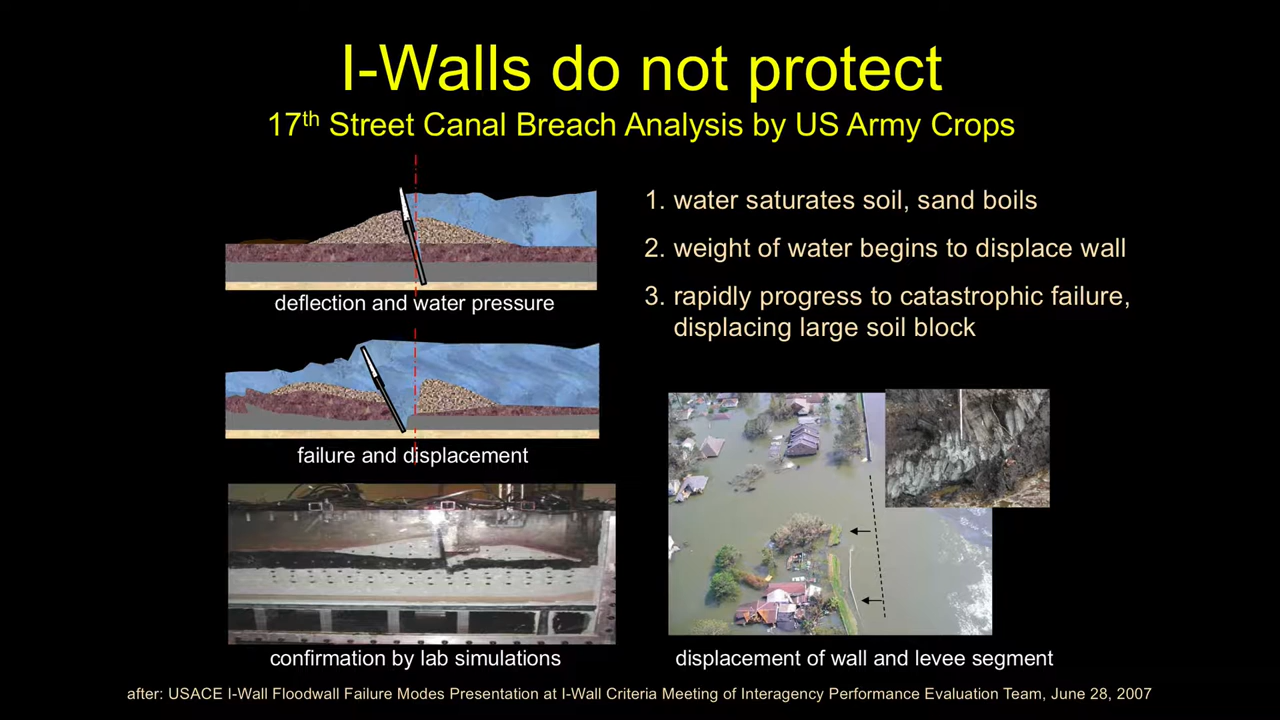 I-Walls do not protect
17th Street Canal Breach Analysis by US Army Crops
1. water saturates soil, sand boils
2. weight of water begins to displace wall
3. rapidly progress to catastrophic failure,
displacing large soil block
deflection and water pressure
failure and displacement
confirmation by lab simulations
displacement of wall and levee segment
after: USACE I-Wall Floodwall Failure Modes Presentation at I-Wall Criteria Meeting of Interagency Performance Evaluation Team, June 28, 2007